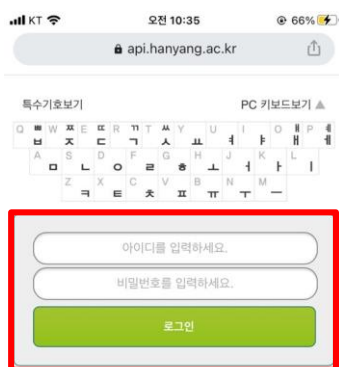 KT 오전 10:35 66%
api.hanyang.ac.kr
특수기호보기 PC 키보드보기 ▲
Q ㅃ ㅂ W ㅉ ㅈ E ㄸ ㄷ R ㄲ ㄱ T ㅆ ㅅ Y ㅛ U ㅕ I ㅑ O ㅒ ㅐ P ㅖ ㅔ
A ㅁ S ㄴ D ㅇ F ㄹ G ㅎ H ㅗ J ㅓ K ㅏ L ㅣ
Z ㅋ X ㅌ C ㅊ V ㅍ B ㅠ N ㅜ M ㅡ
아이디를 입력하세요.
비밀번호를 입력하세요.
로그인